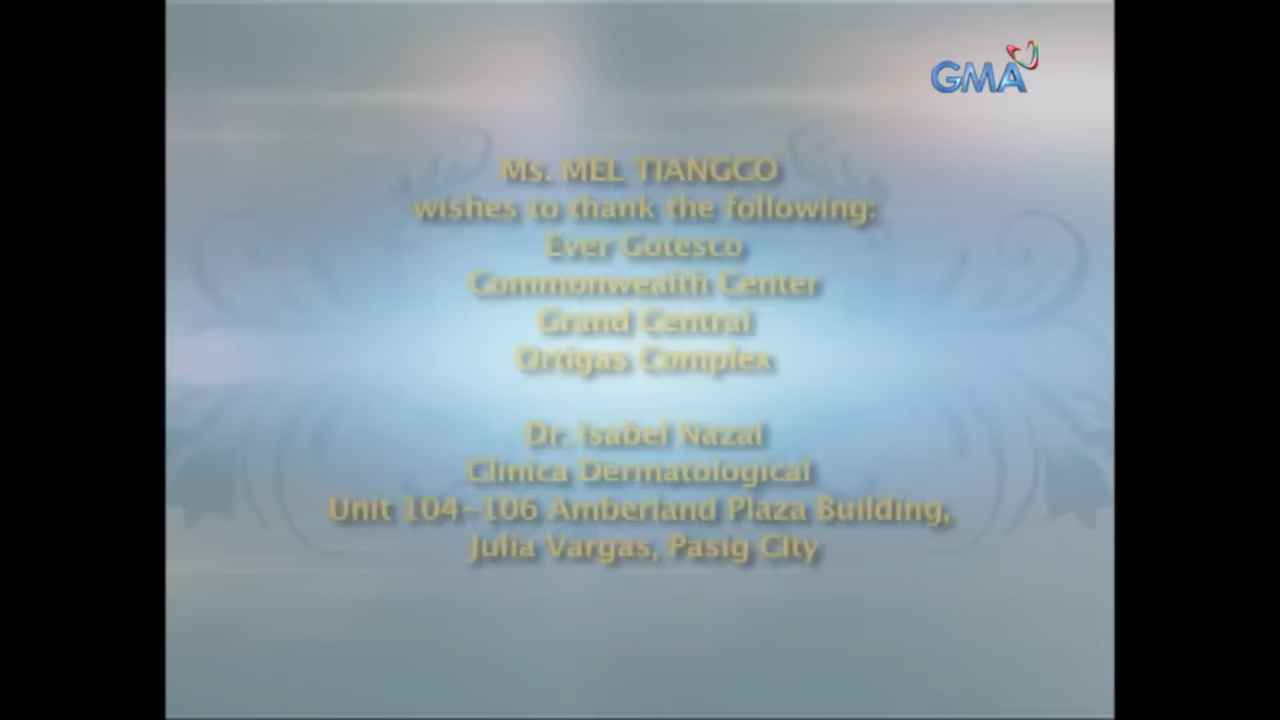 GMA
Ms. MEL TIANGCO
wishes to thank the following:
Ever Gotesco
Commonwealth Center
Grand Central
Ortigas Complex
Dr. Isabel Nazal
Clinica Dermatological
Unit 104-106 Amberland Plaza Building,
Julia Vargas, Pasig City